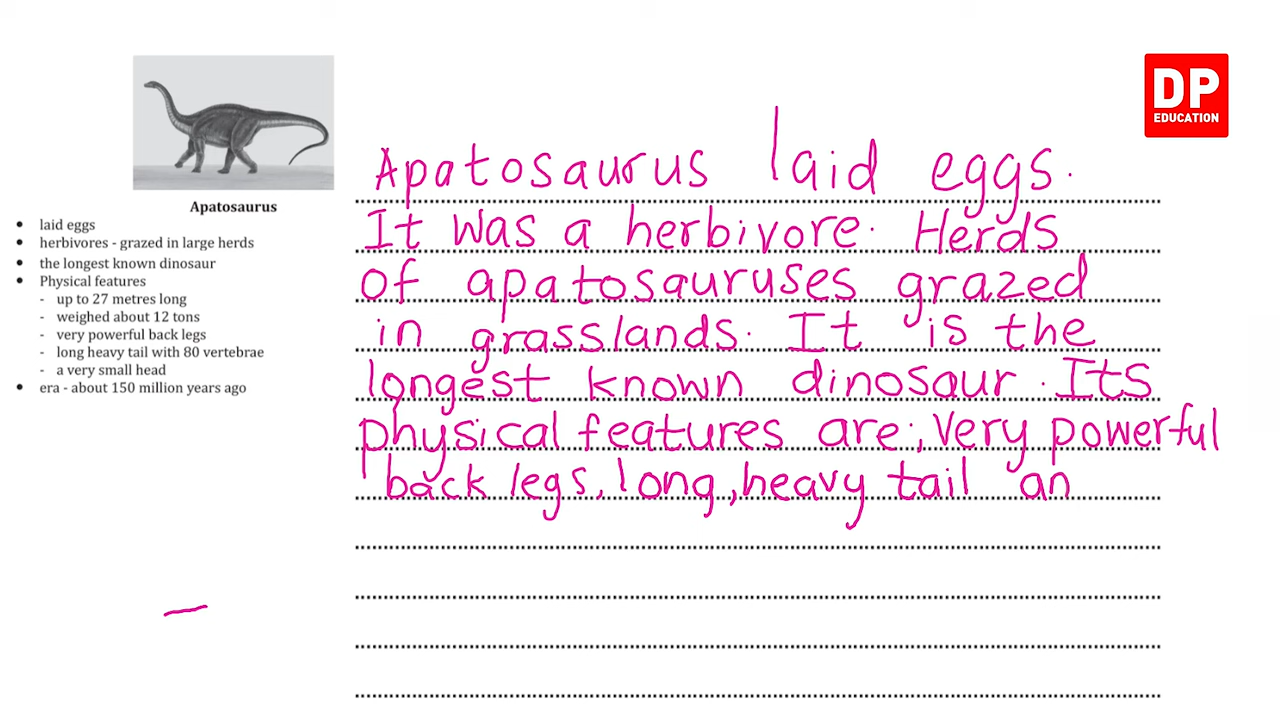 DP
EDUCATION
Apatosaurus
• laid eggs
• herbivores - grazed in large herds
• the longest known dinosaur
• Physical features
- up to 27 metres long
- weighed about 12 tons
- very powerful back legs
- long heavy tail with 80 vertebrae
- a very small head
• era - about 150 million years ago
Apatosaurus laid eggs.
It was a herbivore. Herds
of apatosauruses grazed
in grasslands. It is the
longest known dinosaur. Its
physical features are; very powerful
back legs, long, heavy tail an